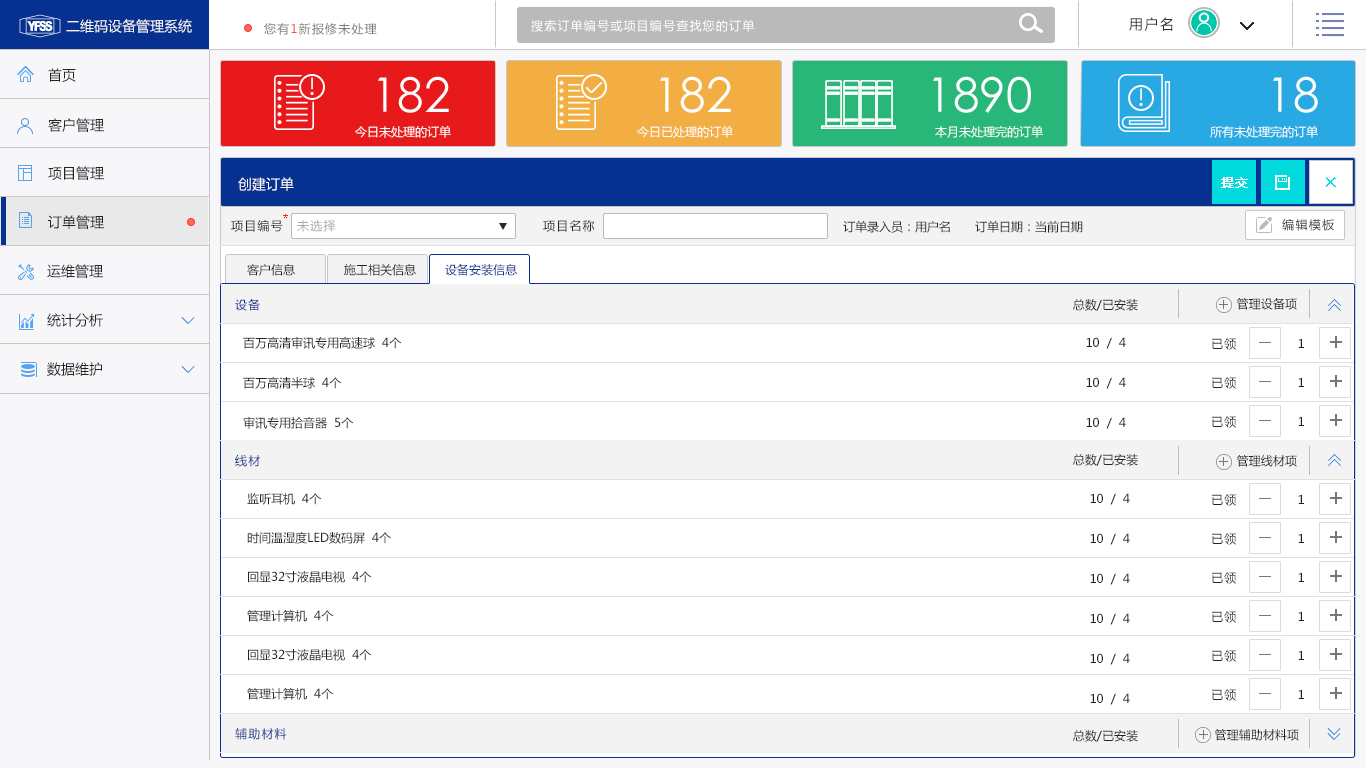 YFSS 二维码设备管理系统
您有1新报修未处理
搜索订单编号或项目编号查找您的订单
用户名
首页
客户管理
项目管理
订单管理
运维管理
统计分析
数据维护
182
今日未处理的订单
182
今日已处理的订单
1890
本月未处理完的订单
18
所有未处理完的订单
创建订单
提交
项目编号* 未选择
项目名称
订单录入员：用户名
订单日期：当前日期
编辑模板
客户信息
施工相关信息
设备安装信息
设备 总数/已安装 管理设备项
百万高清审讯专用高速球 4个 10 / 4 已领 — 1 +
百万高清半球 4个 10 / 4 已领 — 1 +
审讯专用拾音器 5个 10 / 4 已领 — 1 +
线材 总数/已安装 管理线材项
监听耳机 4个 10 / 4 已领 — 1 +
时间温湿度LED数码屏 4个 10 / 4 已领 — 1 +
回显32寸液晶电视 4个 10 / 4 已领 — 1 +
管理计算机 4个 10 / 4 已领 — 1 +
回显32寸液晶电视 4个 10 / 4 已领 — 1 +
管理计算机 4个 10 / 4 已领 — 1 +
辅助材料 总数/已安装 管理辅助材料项